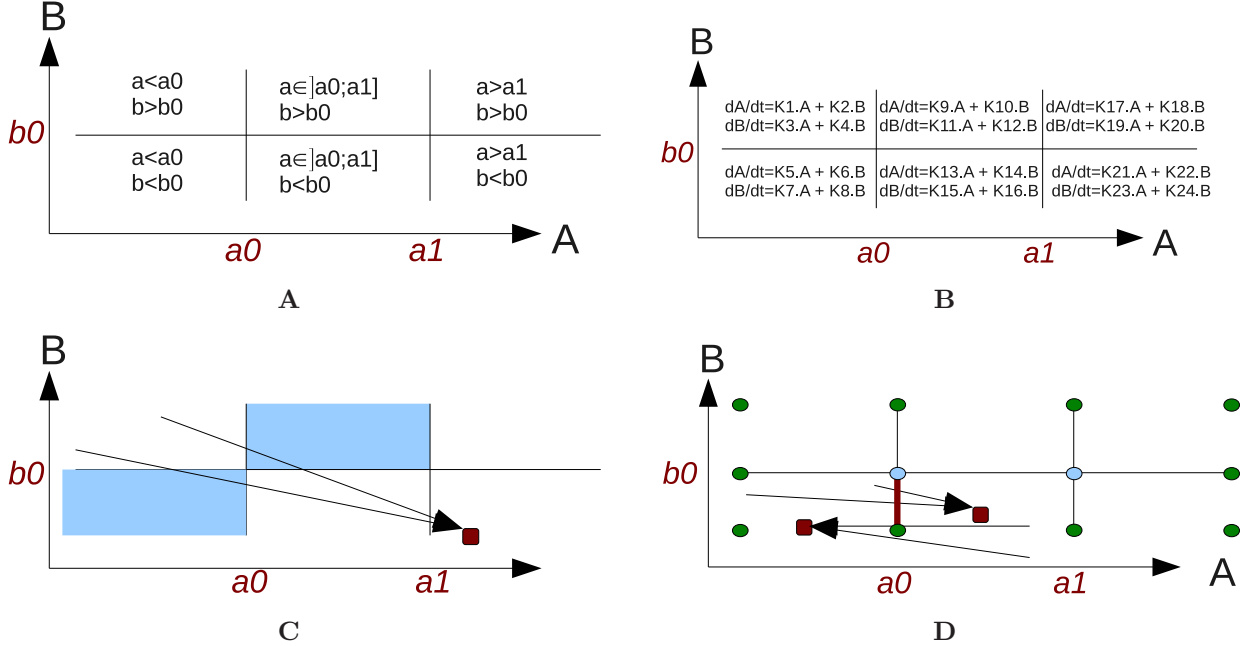 B
a<a0
b>b0
a∈]a0;a1]
b>b0
a>a1
b>b0
b0
a<a0
b<b0
a∈]a0;a1]
b<b0
a>a1
b<b0
a0
a1
A
A
B
dA/dt=K1.A + K2.B
dB/dt=K3.A + K4.B
dA/dt=K9.A + K10.B
dB/dt=K11.A + K12.B
dA/dt=K17.A + K18.B
dB/dt=K19.A + K20.B
b0
dA/dt=K5.A + K6.B
dB/dt=K7.A + K8.B
dA/dt=K13.A + K14.B
dB/dt=K15.A + K16.B
dA/dt=K21.A + K22.B
dB/dt=K23.A + K24.B
a0
a1
A
B
B
b0
a0
a1
C
B
b0
a0
a1
A
D